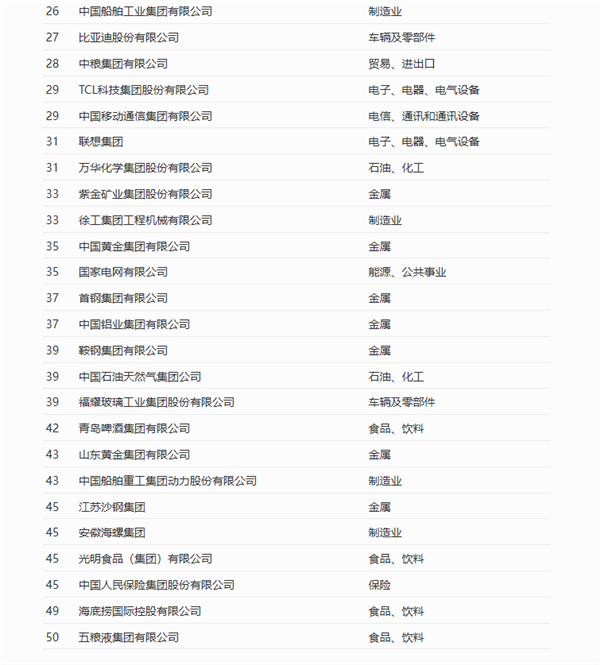 26 中国船舶工业集团有限公司 制造业
27 比亚迪股份有限公司 车辆及零部件
28 中粮集团有限公司 贸易、进出口
29 TCL科技集团股份有限公司 电子、电器、电气设备
29 中国移动通信集团有限公司 电信、通讯和通讯设备
31 联想集团 电子、电器、电气设备
31 万华化学集团股份有限公司 石油、化工
33 紫金矿业集团股份有限公司 金属
33 徐工集团工程机械有限公司 制造业
35 中国黄金集团有限公司 金属
35 国家电网有限公司 能源、公共事业
37 首钢集团有限公司 金属
37 中国铝业集团有限公司 金属
39 鞍钢集团有限公司 金属
39 中国石油天然气集团公司 石油、化工
39 福耀玻璃工业集团股份有限公司 车辆及零部件
42 青岛啤酒集团有限公司 食品、饮料
43 山东黄金集团有限公司 金属
43 中国船舶重工集团动力股份有限公司 制造业
45 江苏沙钢集团 金属
45 安徽海螺集团 制造业
45 光明食品（集团）有限公司 食品、饮料
45 中国人民保险集团股份有限公司 保险
49 海底捞国际控股有限公司 食品、饮料
50 五粮液集团有限公司 食品、饮料